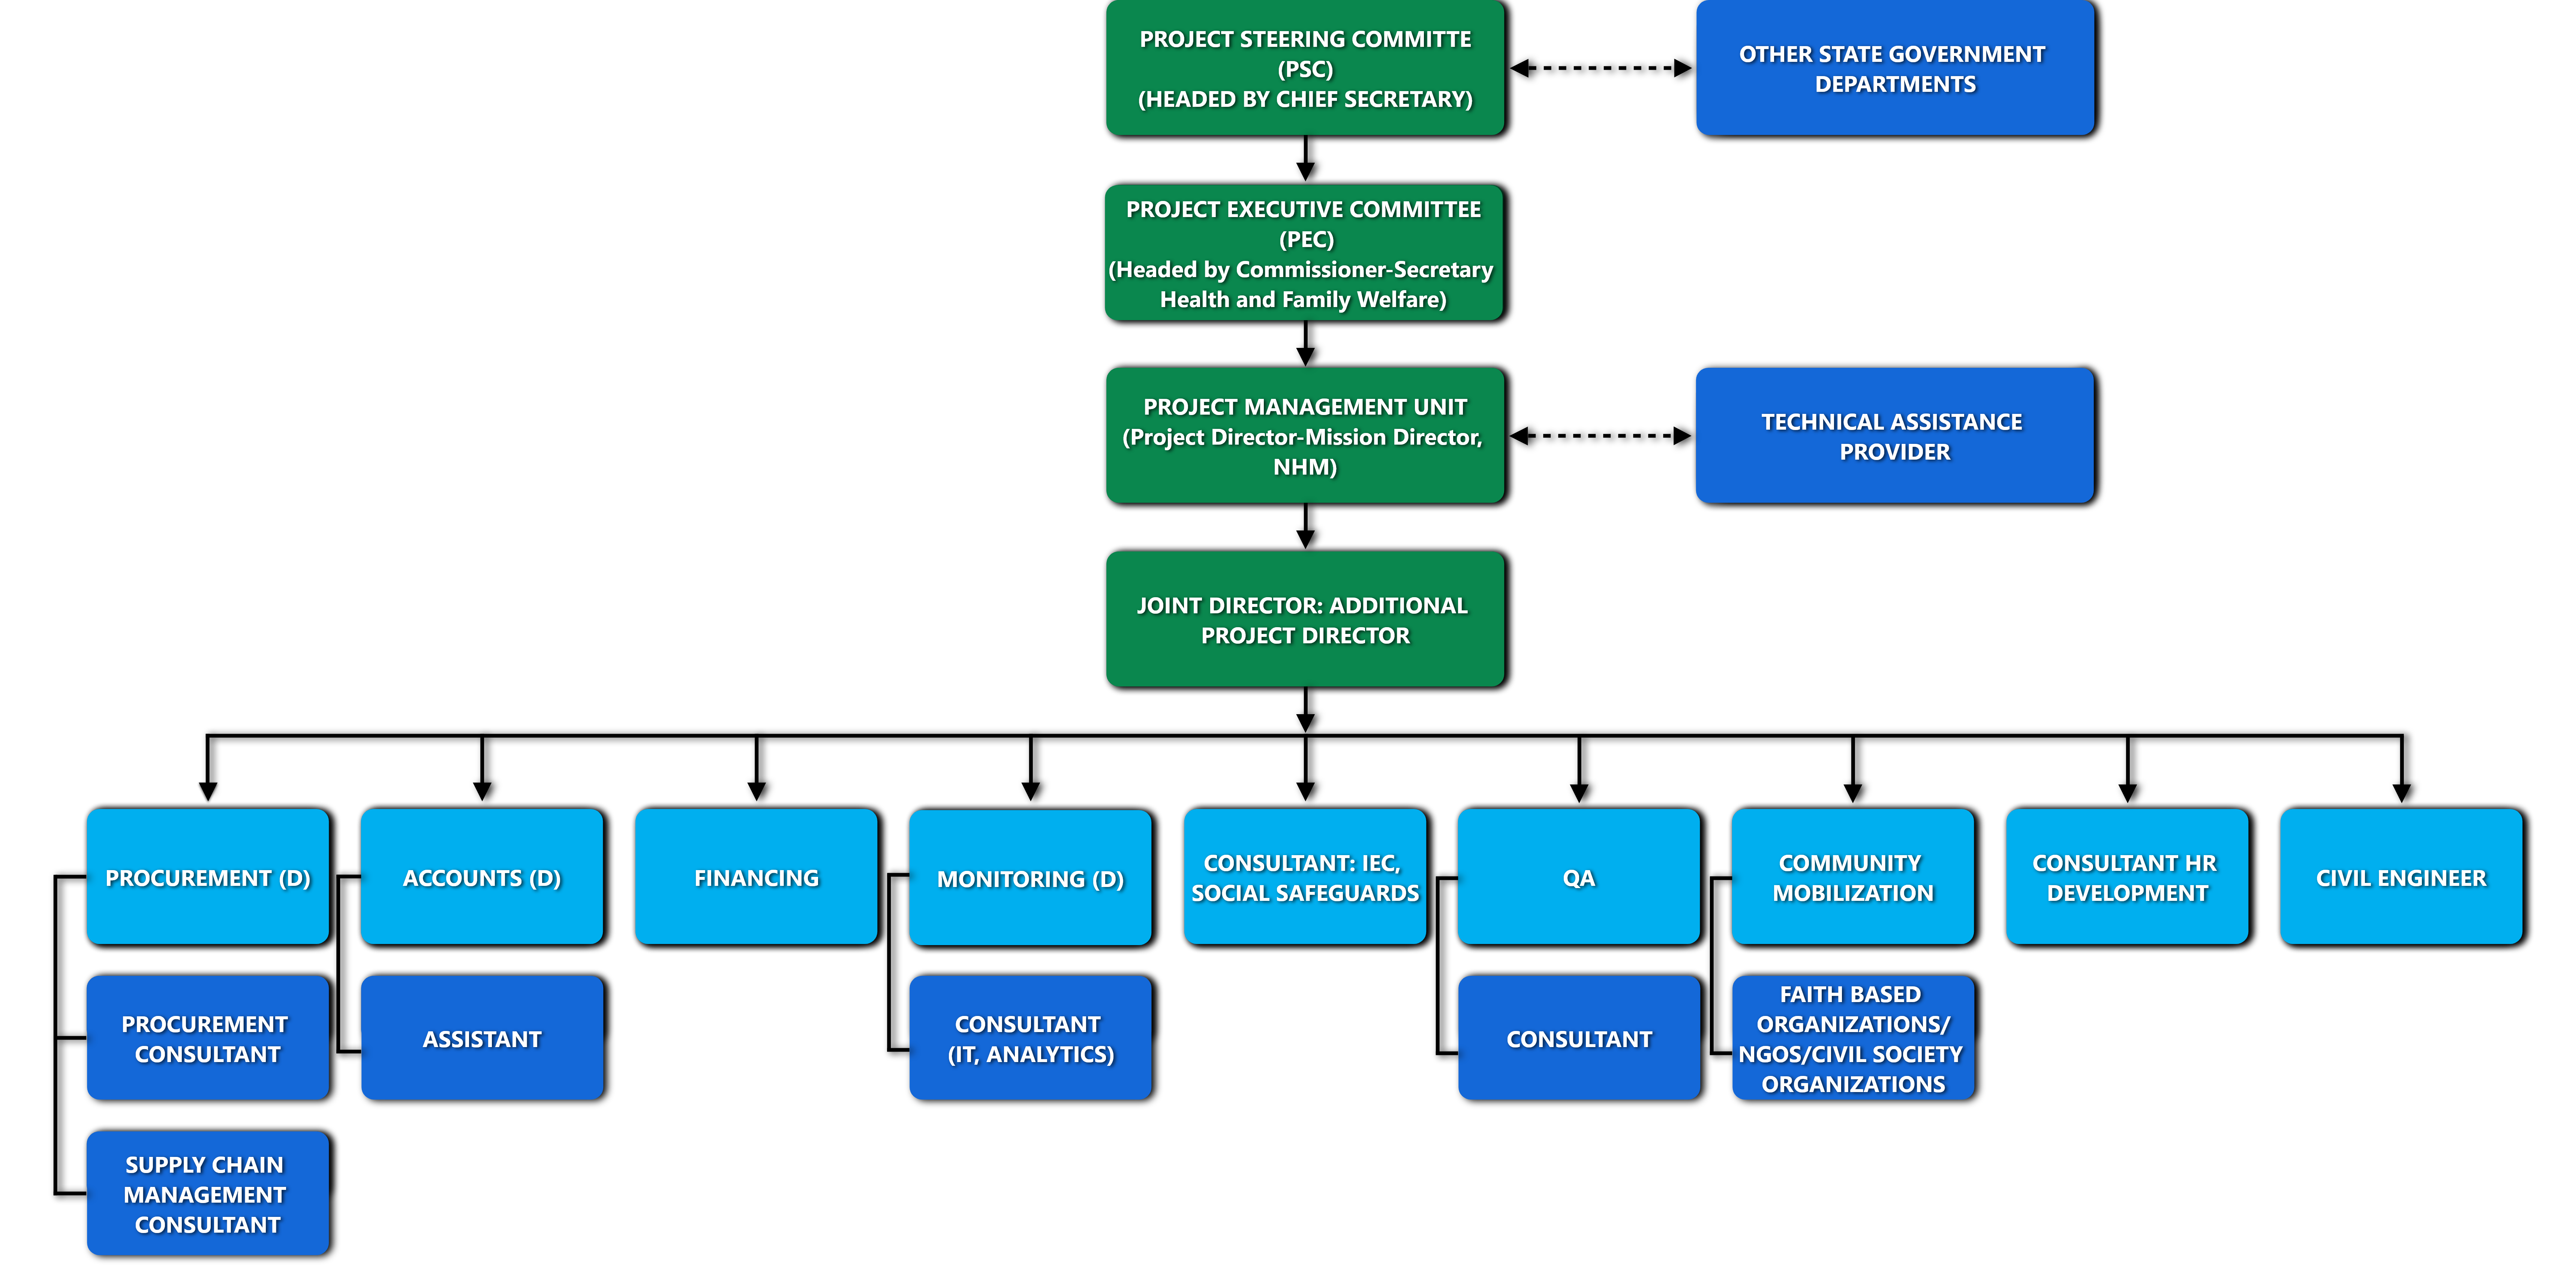 PROJECT STEERING COMMITTE
(PSC)
(HEADED BY CHIEF SECRETARY)
OTHER STATE GOVERNMENT
DEPARTMENTS
PROJECT EXECUTIVE COMMITTEE
(PEC)
(Headed by Commissioner-Secretary
Health and Family Welfare)
PROJECT MANAGEMENT UNIT
(Project Director-Mission Director,
NHM)
TECHNICAL ASSISTANCE
PROVIDER
JOINT DIRECTOR: ADDITIONAL
PROJECT DIRECTOR
PROCUREMENT (D)
ACCOUNTS (D)
FINANCING
MONITORING (D)
CONSULTANT: IEC,
SOCIAL SAFEGUARDS
QA
COMMUNITY
MOBILIZATION
CONSULTANT HR
DEVELOPMENT
CIVIL ENGINEER
PROCUREMENT
CONSULTANT
ASSISTANT
CONSULTANT
(IT, ANALYTICS)
CONSULTANT
FAITH BASED
ORGANIZATIONS/
NGOS/CIVIL SOCIETY
ORGANIZATIONS
SUPPLY CHAIN
MANAGEMENT
CONSULTANT